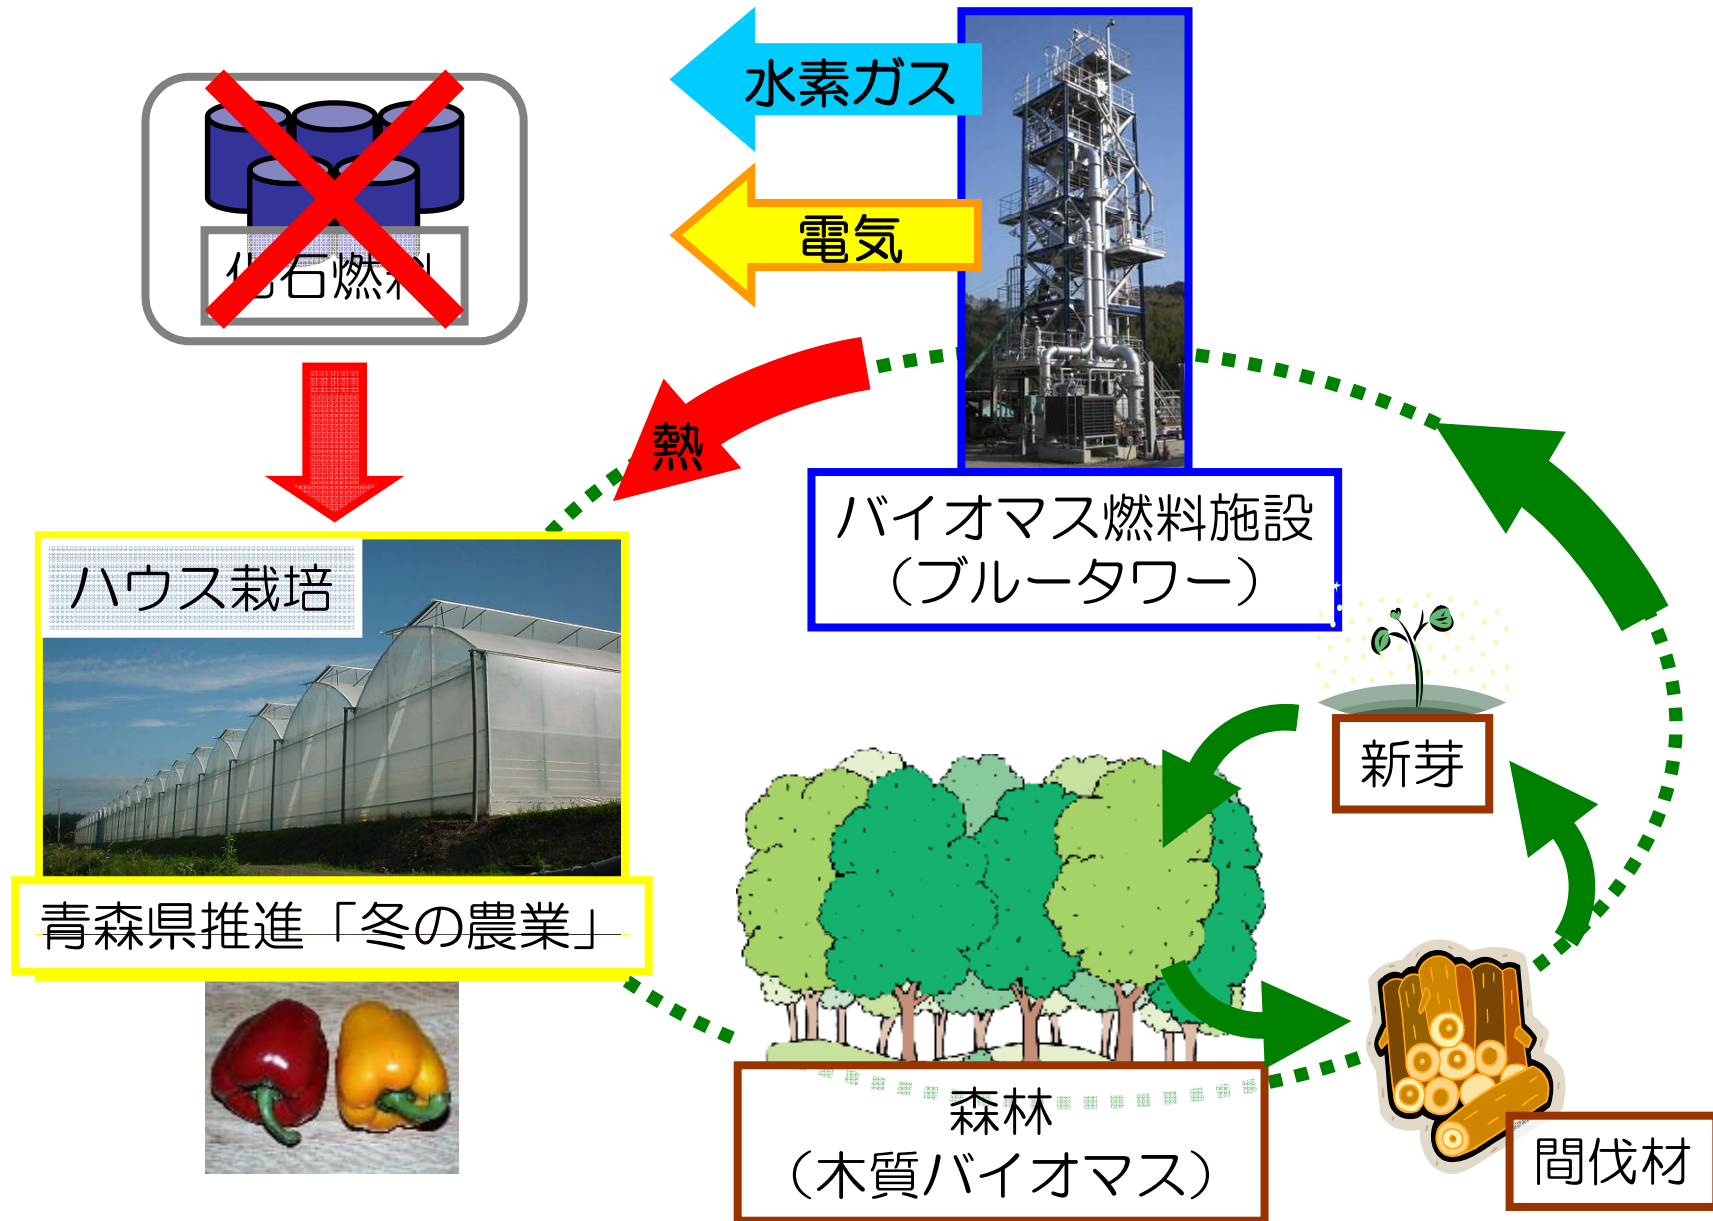 水素ガス
電気
化石燃料
熱
バイオマス燃料施設
（ブルータワー）
ハウス栽培
新芽
青森県推進「冬の農業」
森林
（木質バイオマス）
間伐材